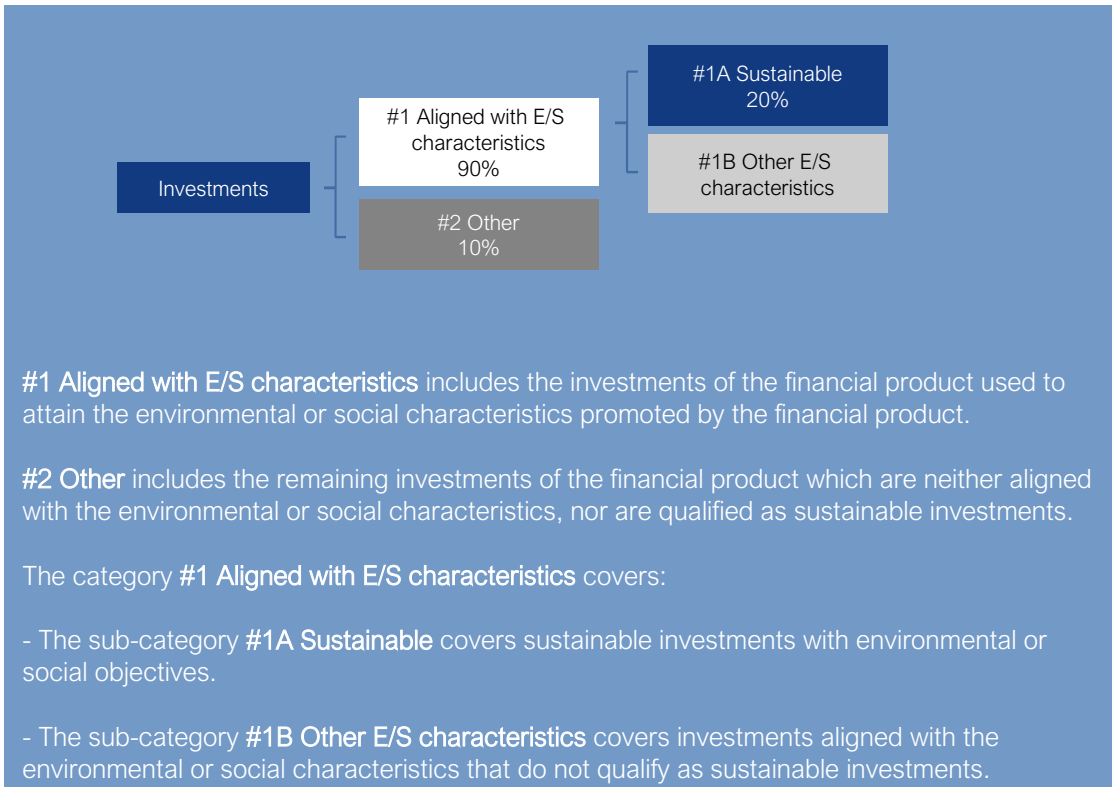 #1A Sustainable
20%
#1 Aligned with E/S
characteristics
90%
#1B Other E/S
characteristics
Investments
#2 Other
10%
#1 Aligned with E/S characteristics includes the investments of the financial product used to
attain the environmental or social characteristics promoted by the financial product.
#2 Other includes the remaining investments of the financial product which are neither aligned
with the environmental or social characteristics, nor are qualified as sustainable investments.
The category #1 Aligned with E/S characteristics covers:
- The sub-category #1A Sustainable covers sustainable investments with environmental or
social objectives.
- The sub-category #1B Other E/S characteristics covers investments aligned with the
environmental or social characteristics that do not qualify as sustainable investments.